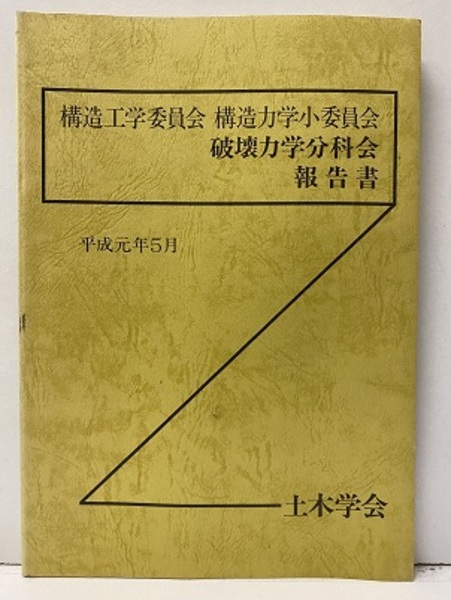 構造工学委員会 構造力学小委員会
破壊力学分科会
報告書
平成元年5月
土木学会